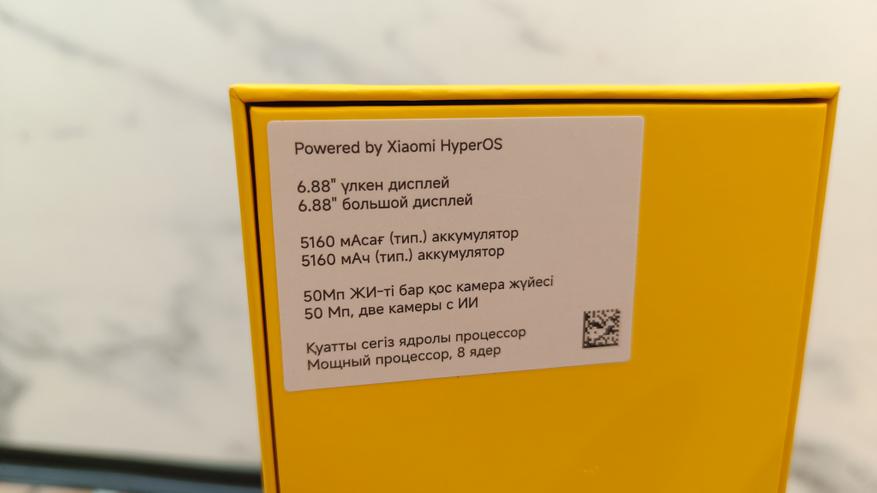 Powered by Xiaomi HyperOS
6.88" үлкен дисплей
6.88" большой дисплей
5160 мАсағ (тип.) аккумулятор
5160 мАч (тип.) аккумулятор
50Мп ЖИ-ті бар қос камера жүйесі
50 Мп, две камеры с ИИ
Қуатты сегіз ядролы процессор
Мощный процессор, 8 ядер